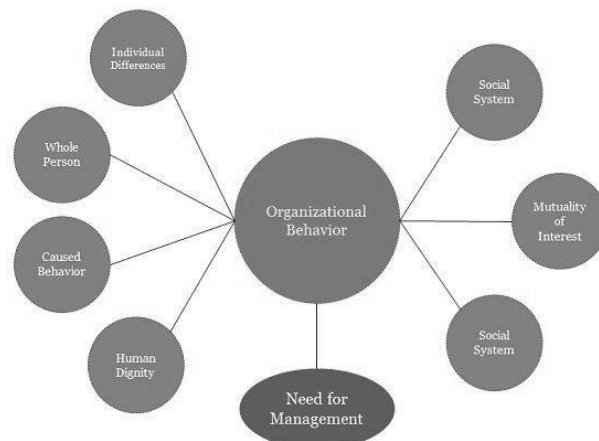 Individual
Differences
Whole
Person
Caused
Behavior
Human
Dignity
Organizational
Behavior
Need for
Management
Social
System
Mutuality
of
Interest
Social
System